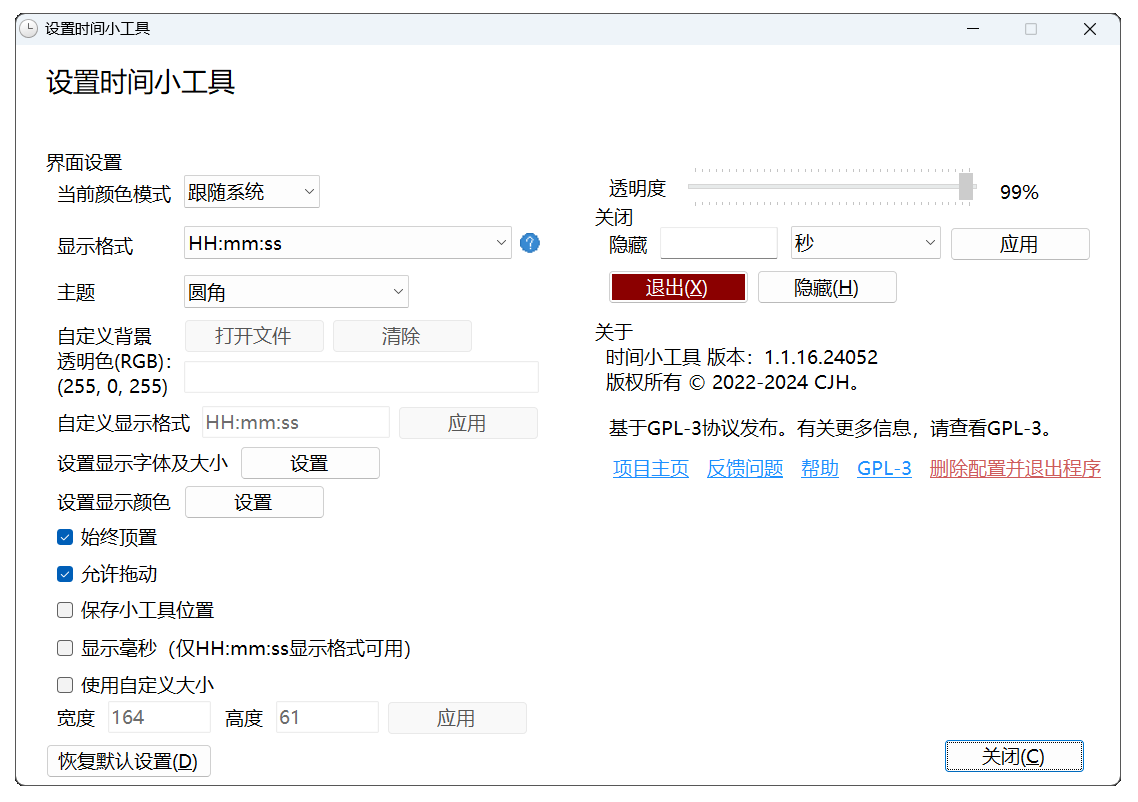 设置时间小工具
设置时间小工具
界面设置
当前颜色模式 跟随系统
显示格式 HH:mm:ss ?
主题 圆角
自定义背景 打开文件 清除
透明色(RGB)：
(255, 0, 255)
自定义显示格式 HH:mm:ss 应用
设置显示字体及大小 设置
设置显示颜色 设置
始终顶置
允许拖动
保存小工具位置
显示毫秒（仅HH:mm:ss显示格式可用）
使用自定义大小
宽度 164 高度 61 应用
恢复默认设置(D)
透明度 99%
关闭
隐藏 秒 应用
退出(X) 隐藏(H)
关于
时间小工具 版本：1.1.16.24052
版权所有 © 2022-2024 CJH。
基于GPL-3协议发布。有关更多信息，请查看GPL-3。
项目主页 反馈问题 帮助 GPL-3 删除配置并退出程序
关闭(C)